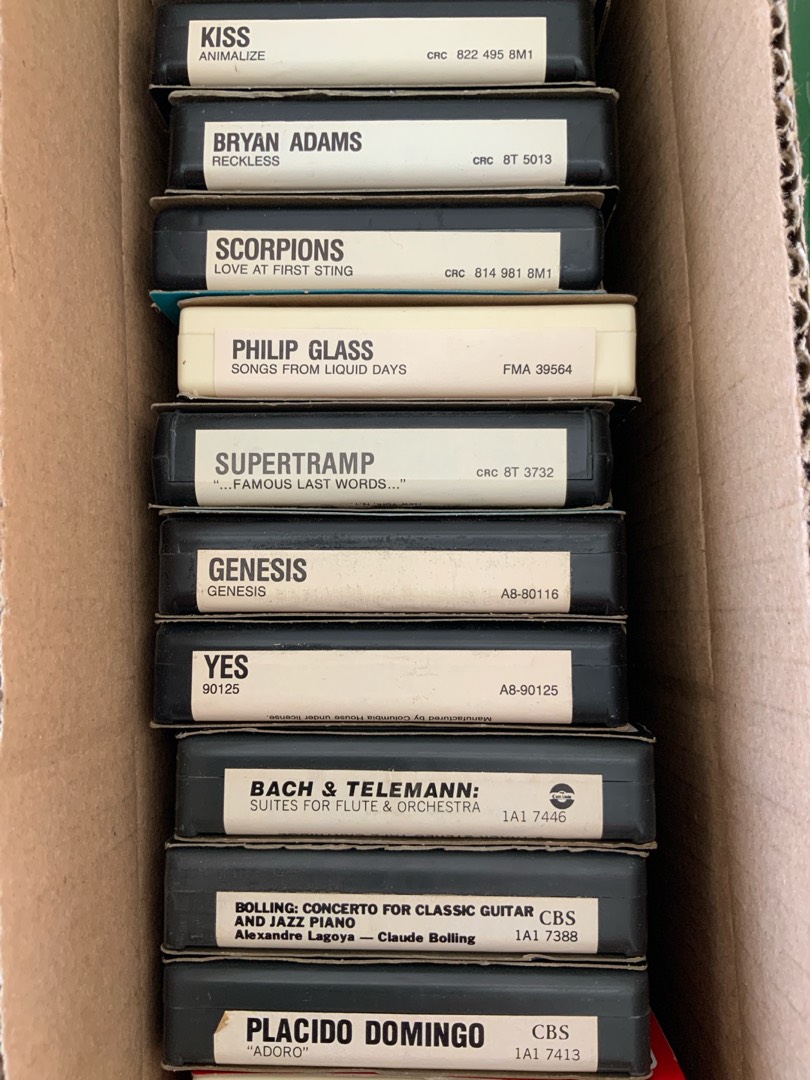 KISS
ANIMALIZE CRC 822 495 8M1
BRYAN ADAMS
RECKLESS CRC 8T 5013
SCORPIONS
LOVE AT FIRST STING CRC 814 981 8M1
PHILIP GLASS
SONGS FROM LIQUID DAYS FMA 39564
SUPERTRAMP
"...FAMOUS LAST WORDS..." CRC 8T 3732
GENESIS
GENESIS A8-80116
YES
90125 A8-90125
Manufactured by Columbia House under license.
BACH & TELEMANN:
SUITES FOR FLUTE & ORCHESTRA
1A1 7446
BOLLING: CONCERTO FOR CLASSIC GUITAR CBS
AND JAZZ PIANO
Alexandre Lagoya — Claude Bolling 1A1 7388
PLACIDO DOMINGO CBS
"ADORO" 1A1 7413